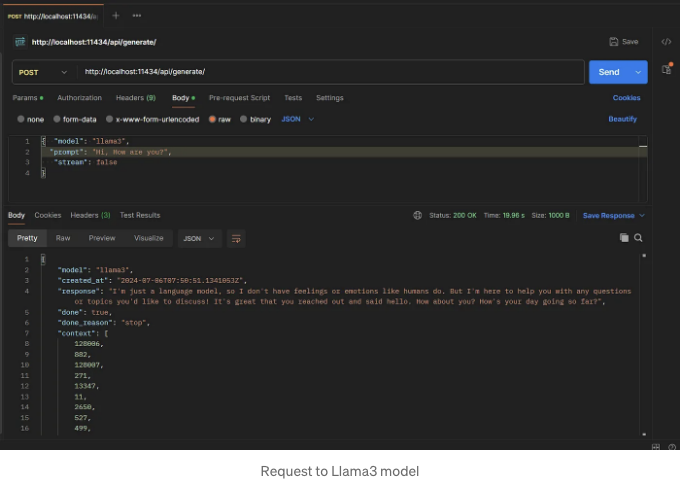 POST http://localhost:11434/a
http://localhost:11434/api/generate/
Save
POST
http://localhost:11434/api/generate/
Send
Params
Authorization
Headers (9)
Body
Pre-request Script
Tests
Settings
Cookies
none
form-data
x-www-form-urlencoded
raw
binary
JSON
Beautify
1 { "model": "llama3",
2 "prompt": "Hi, How are you?",
3 "stream": false
4 }
Body
Cookies
Headers (3)
Test Results
Status: 200 OK
Time: 19.96 s
Size: 1000 B
Save Response
Pretty
Raw
Preview
Visualize
JSON
1 {
2 "model": "llama3",
3 "created_at": "2024-07-06T07:50:51.1341053Z",
4 "response": "I'm just a language model, so I don't have feelings or emotions like humans do. But I'm here to help you with any questions
or topics you'd like to discuss! It's great that you reached out and said hello. How about you? How's your day going so far?",
5 "done": true,
6 "done_reason": "stop",
7 "context": [
8 128006,
9 882,
10 128007,
11 271,
12 13347,
13 11,
14 2650,
15 527,
16 499,
Request to Llama3 model